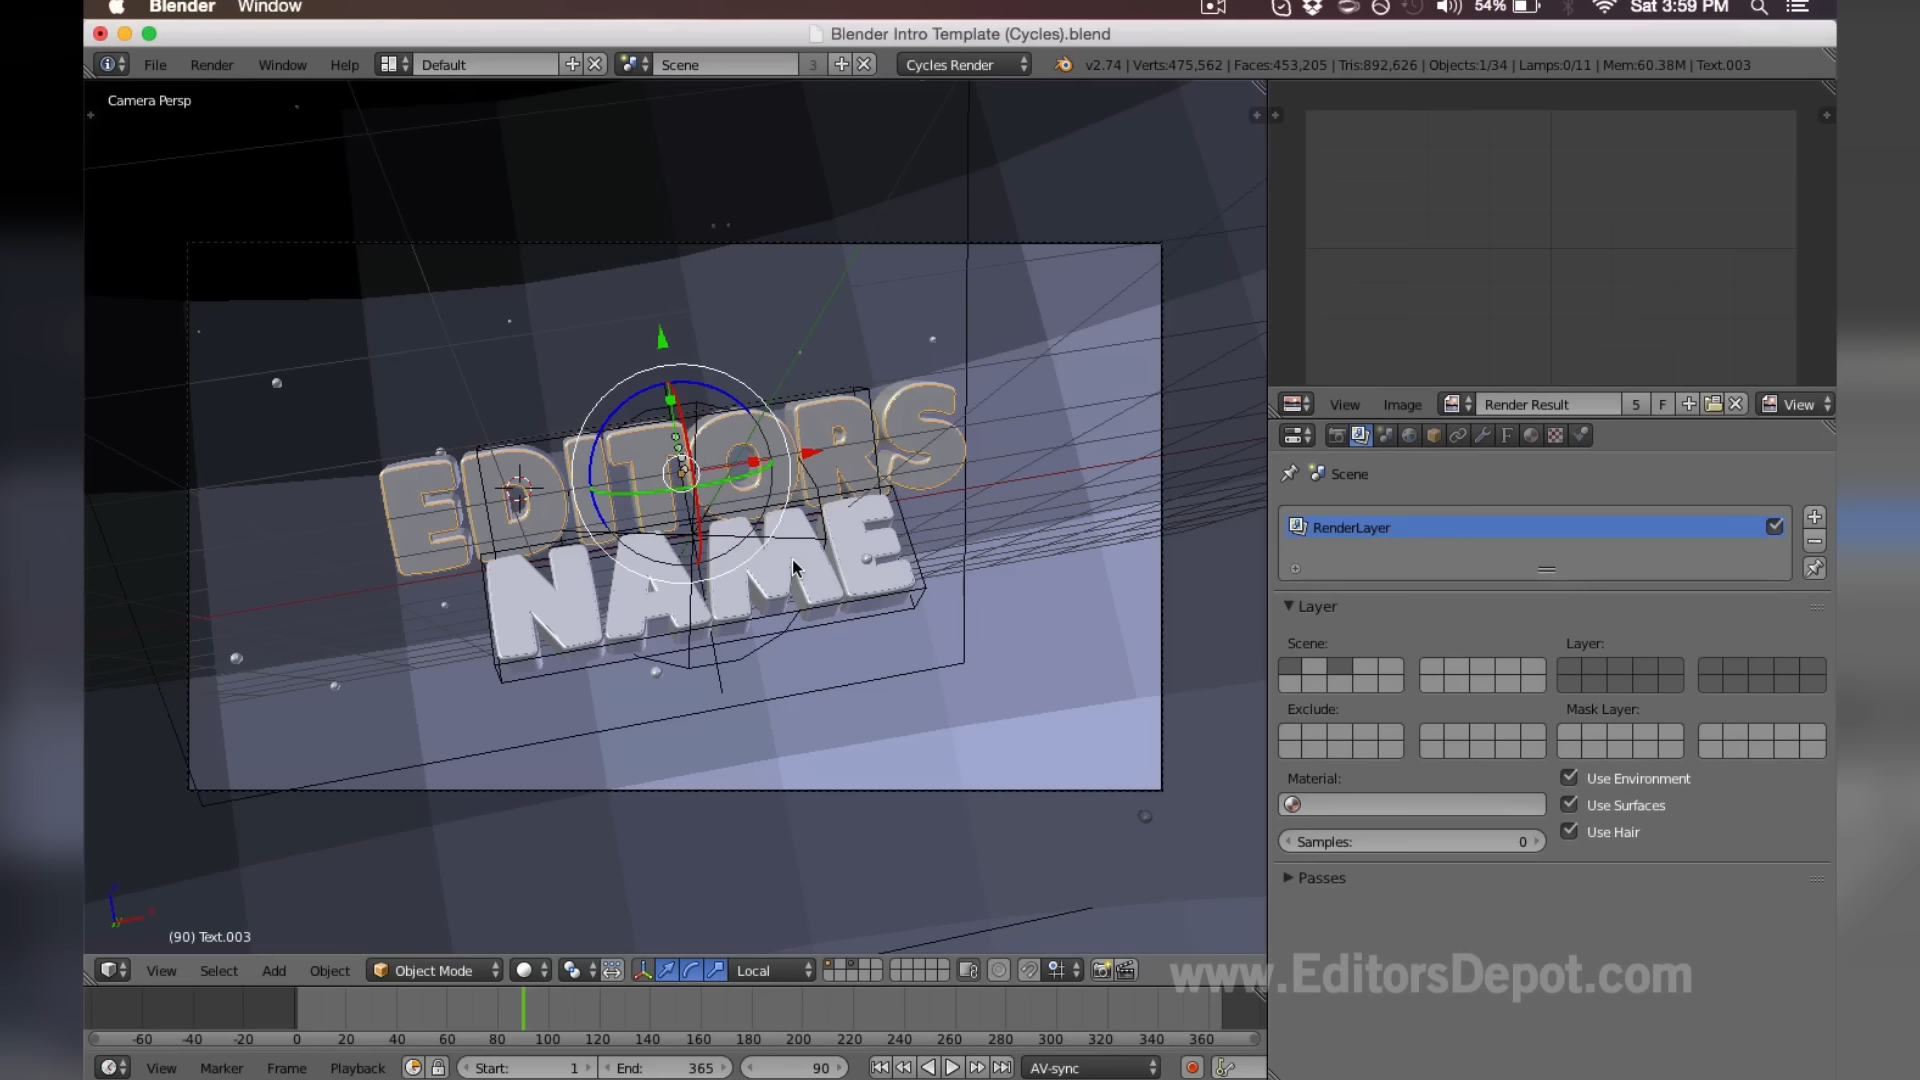 Blender Window 54% Sat 3:59 PM
Blender Intro Template (Cycles).blend
File Render Window Help Default Scene 3 Cycles Render v2.74 | Verts:475,562 | Faces:453,205 | Tris:892,626 | Objects:1/34 | Lamps:0/11 | Mem:60.38M | Text.003
Camera Persp
EDITORS
NAME
(90) Text.003
View Image Render Result 5 F View
Scene
RenderLayer
Layer
Scene: Layer:
Exclude: Mask Layer:
Material: Use Environment
Use Surfaces
Use Hair
Samples: 0
Passes
View Select Add Object Object Mode Local
www.EditorsDepot.com
-60 -40 -20 0 20 40 60 80 100 120 140 160 180 200 220 240 260 280 300 320 340 360
View Marker Frame Playback Start: 1 End: 365 90 AV-sync